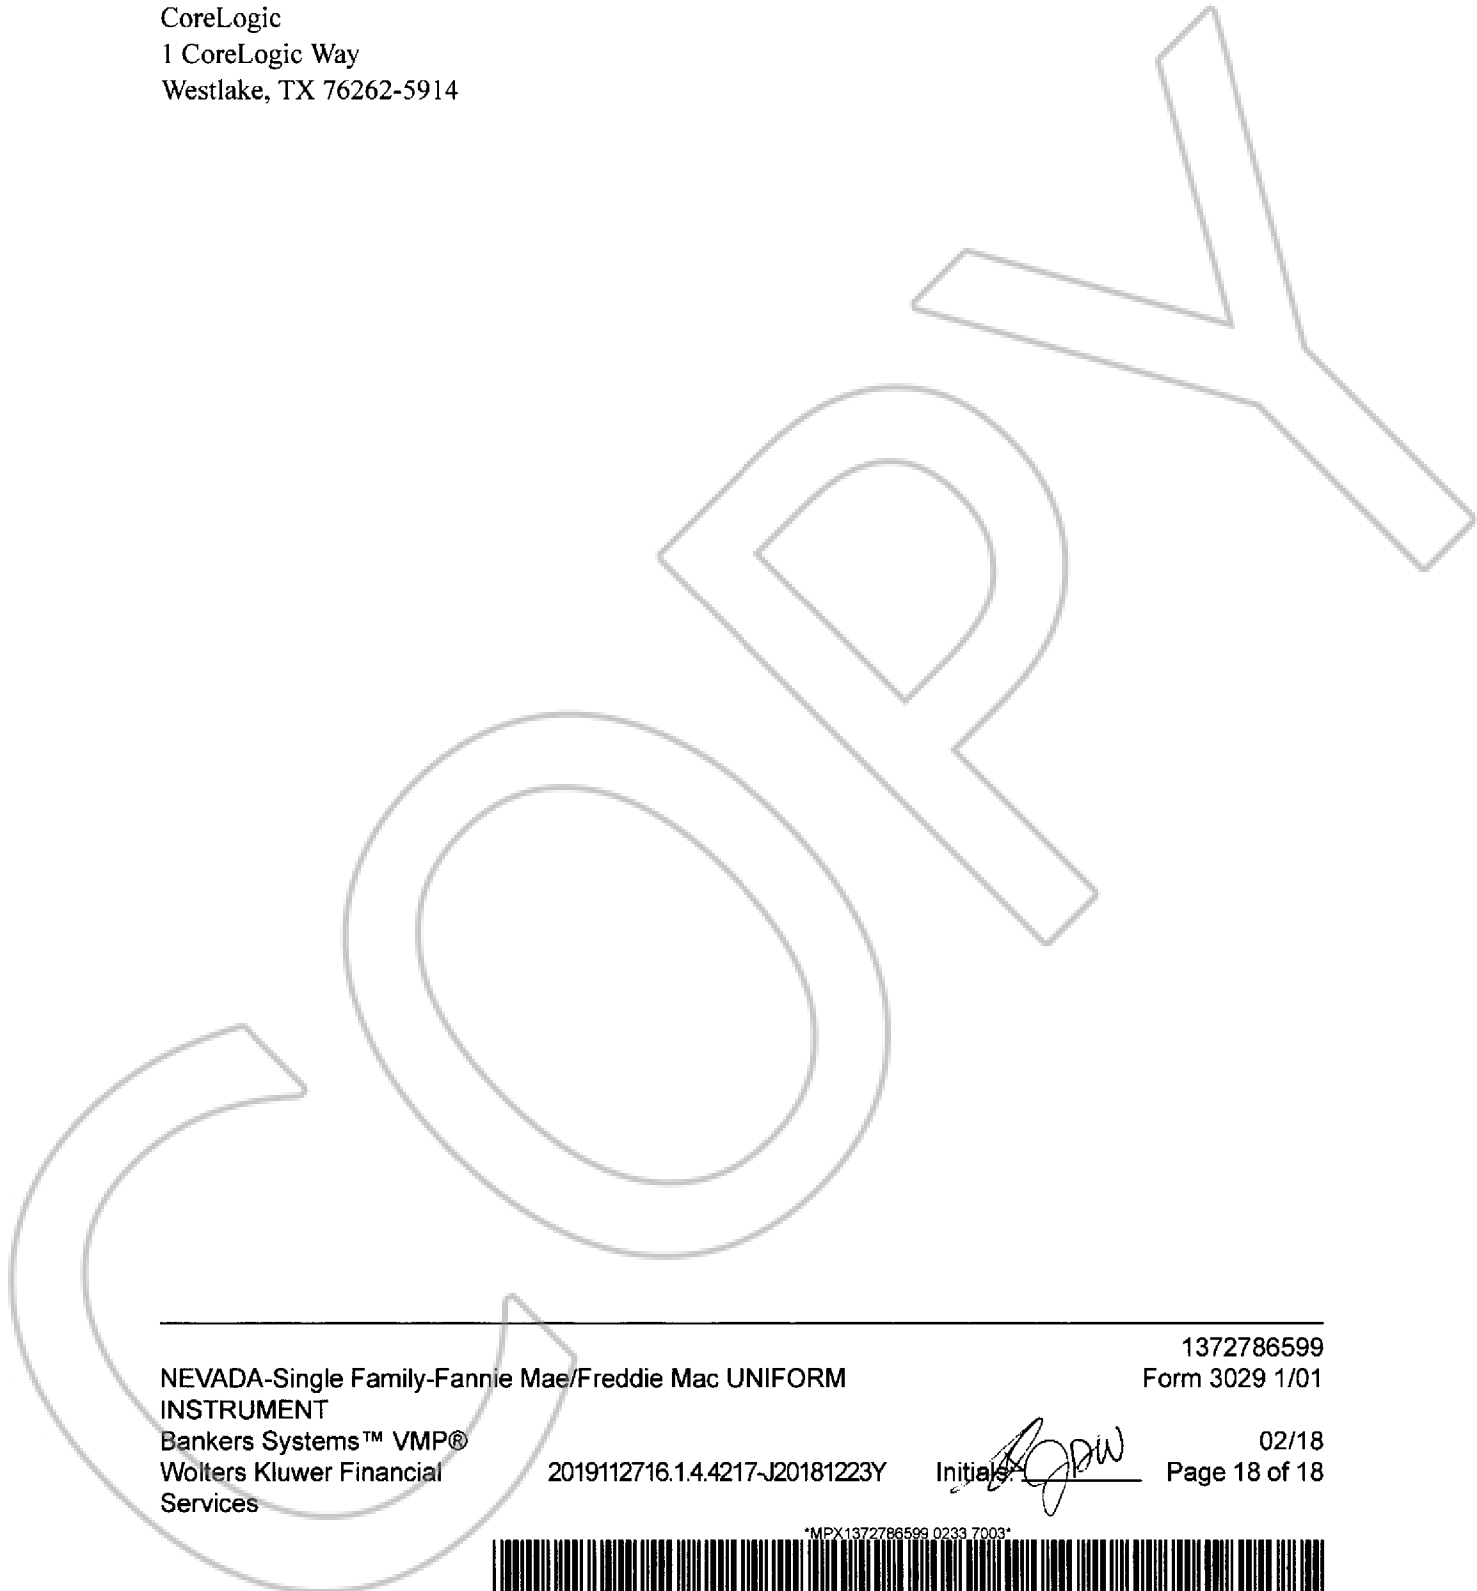 CoreLogic
1 CoreLogic Way
Westlake, TX 76262-5914
COPY
1372786599
NEVADA-Single Family-Fannie Mae/Freddie Mac UNIFORM INSTRUMENT Form 3029 1/01
Bankers Systems™ VMP® 02/18
Wolters Kluwer Financial Services 2019112716.1.4.4217-J20181223Y Initials: Page 18 of 18
*MPX1372786599 0233 7003*